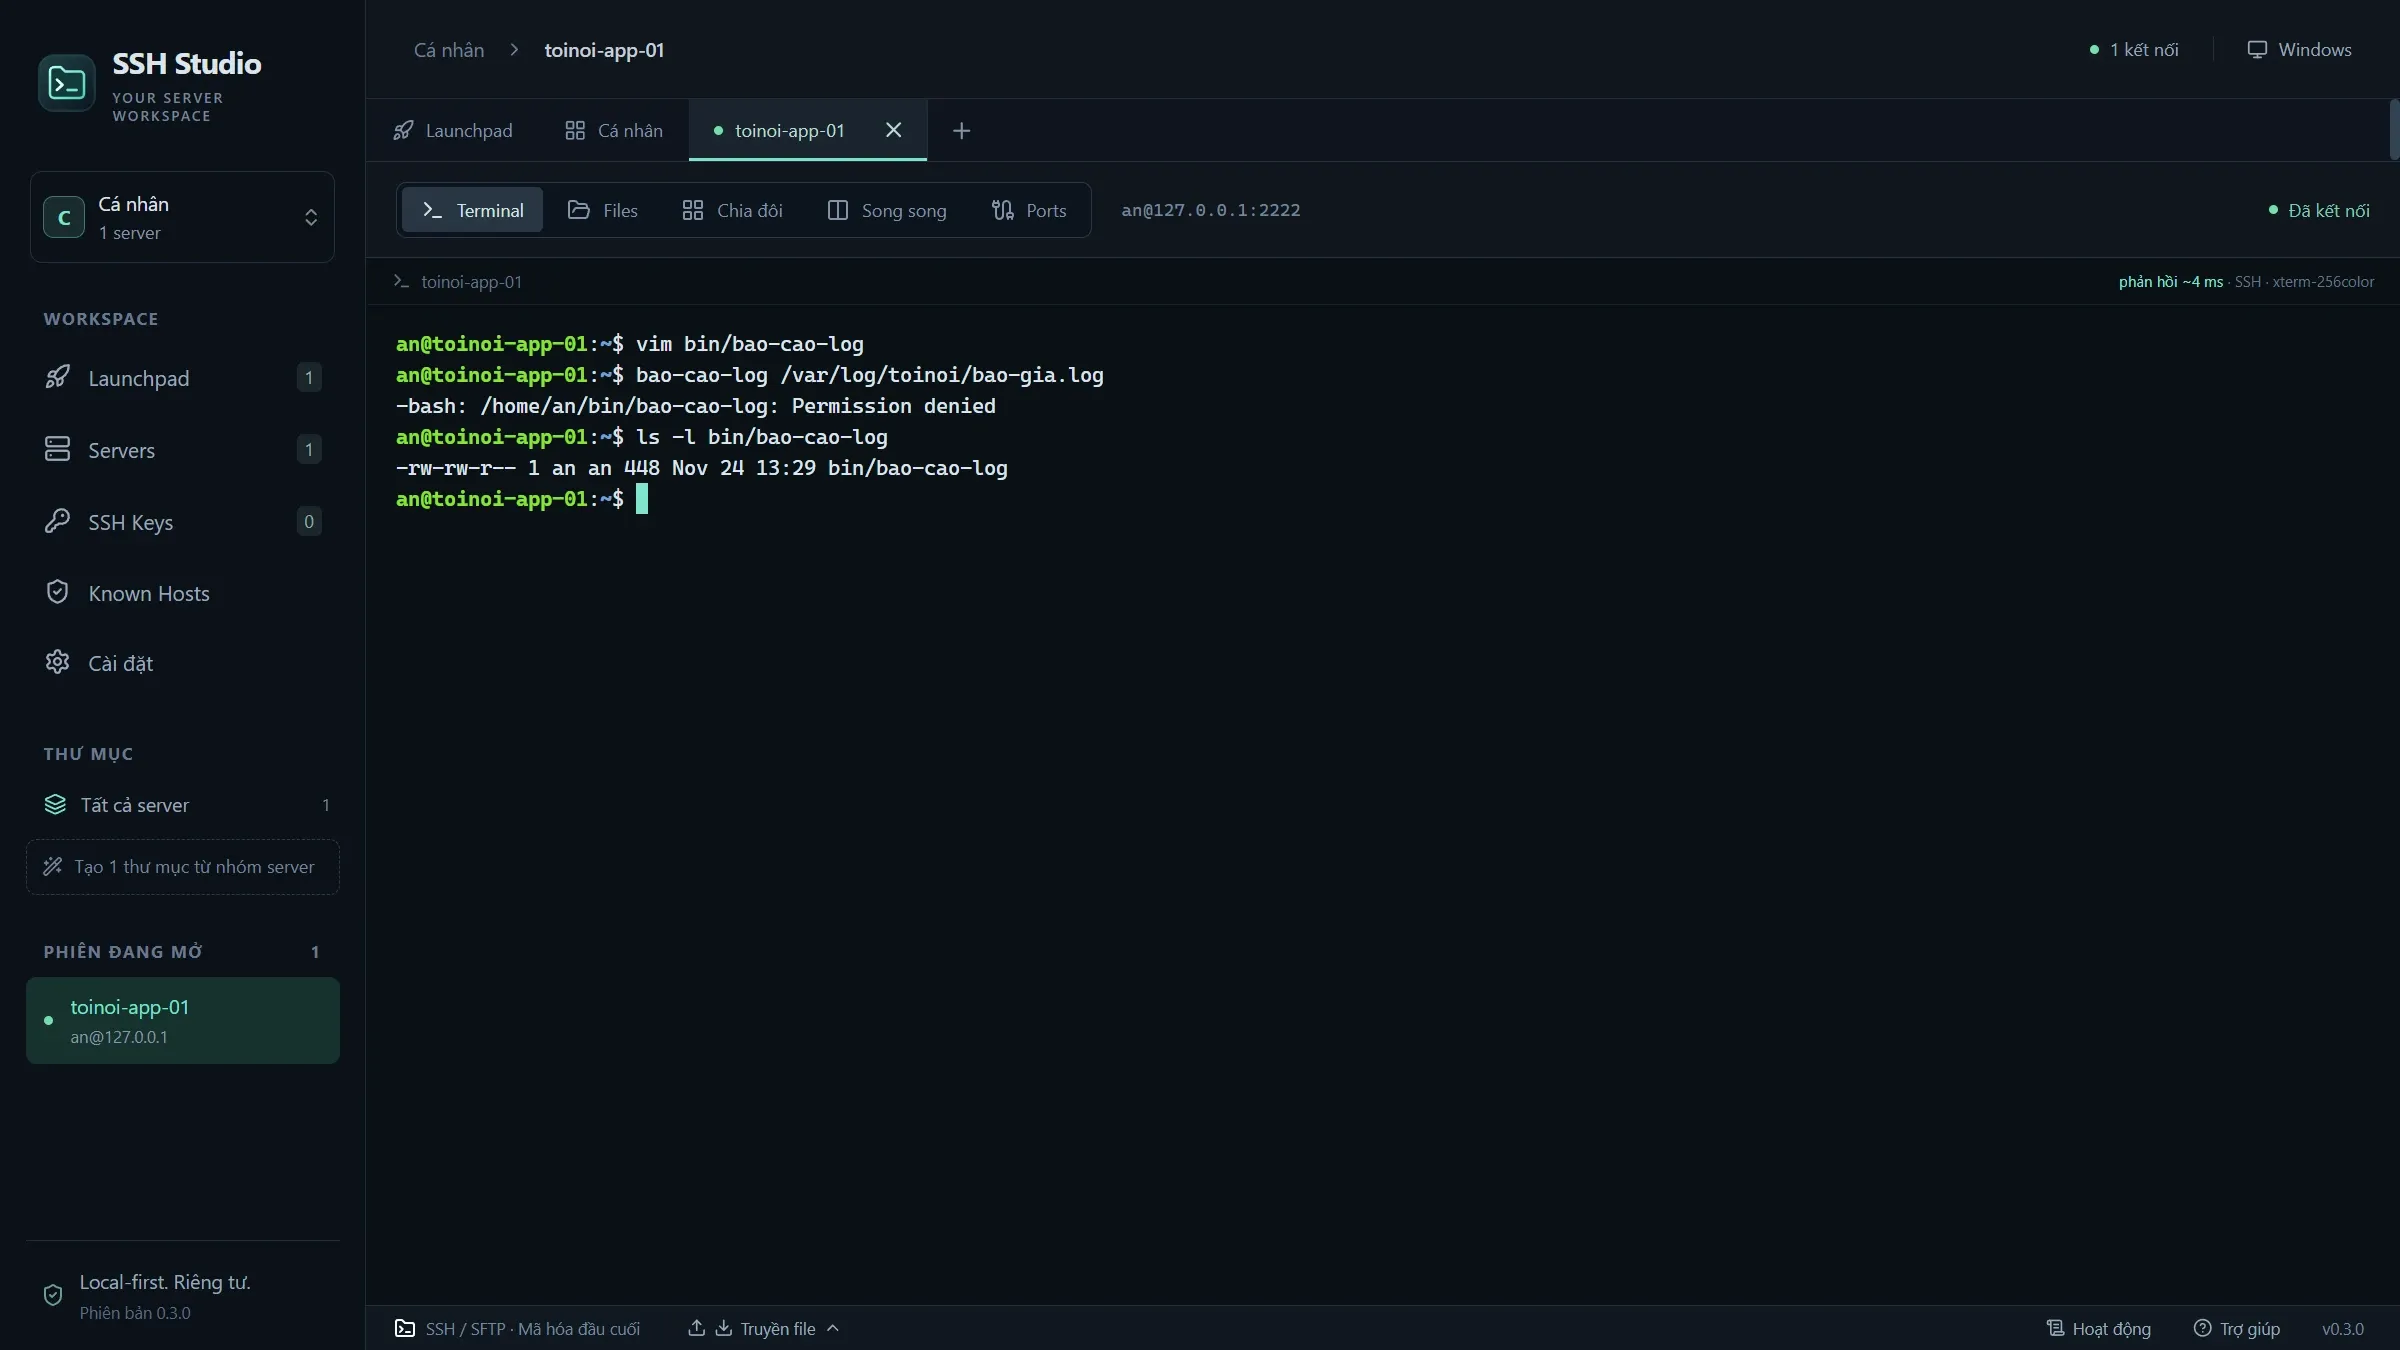 SSH Studio
YOUR SERVER
WORKSPACE
C
Cá nhân
1 server
WORKSPACE
Launchpad 1
Servers 1
SSH Keys 0
Known Hosts
Cài đặt
THƯ MỤC
Tất cả server 1
Tạo 1 thư mục từ nhóm server
PHIÊN ĐANG MỞ 1
toinoi-app-01
an@127.0.0.1
Local-first. Riêng tư.
Phiên bản 0.3.0
Cá nhân > toinoi-app-01
1 kết nối
Windows
Launchpad
Cá nhân
toinoi-app-01
Terminal
Files
Chia đôi
Song song
Ports
an@127.0.0.1:2222
Đã kết nối
toinoi-app-01
phản hồi ~4 ms · SSH · xterm-256color
an@toinoi-app-01:~$ vim bin/bao-cao-log
an@toinoi-app-01:~$ bao-cao-log /var/log/toinoi/bao-gia.log
-bash: /home/an/bin/bao-cao-log: Permission denied
an@toinoi-app-01:~$ ls -l bin/bao-cao-log
-rw-rw-r-- 1 an an 448 Nov 24 13:29 bin/bao-cao-log
an@toinoi-app-01:~$
SSH / SFTP · Mã hóa đầu cuối
Truyền file
Hoạt động
Trợ giúp
v0.3.0